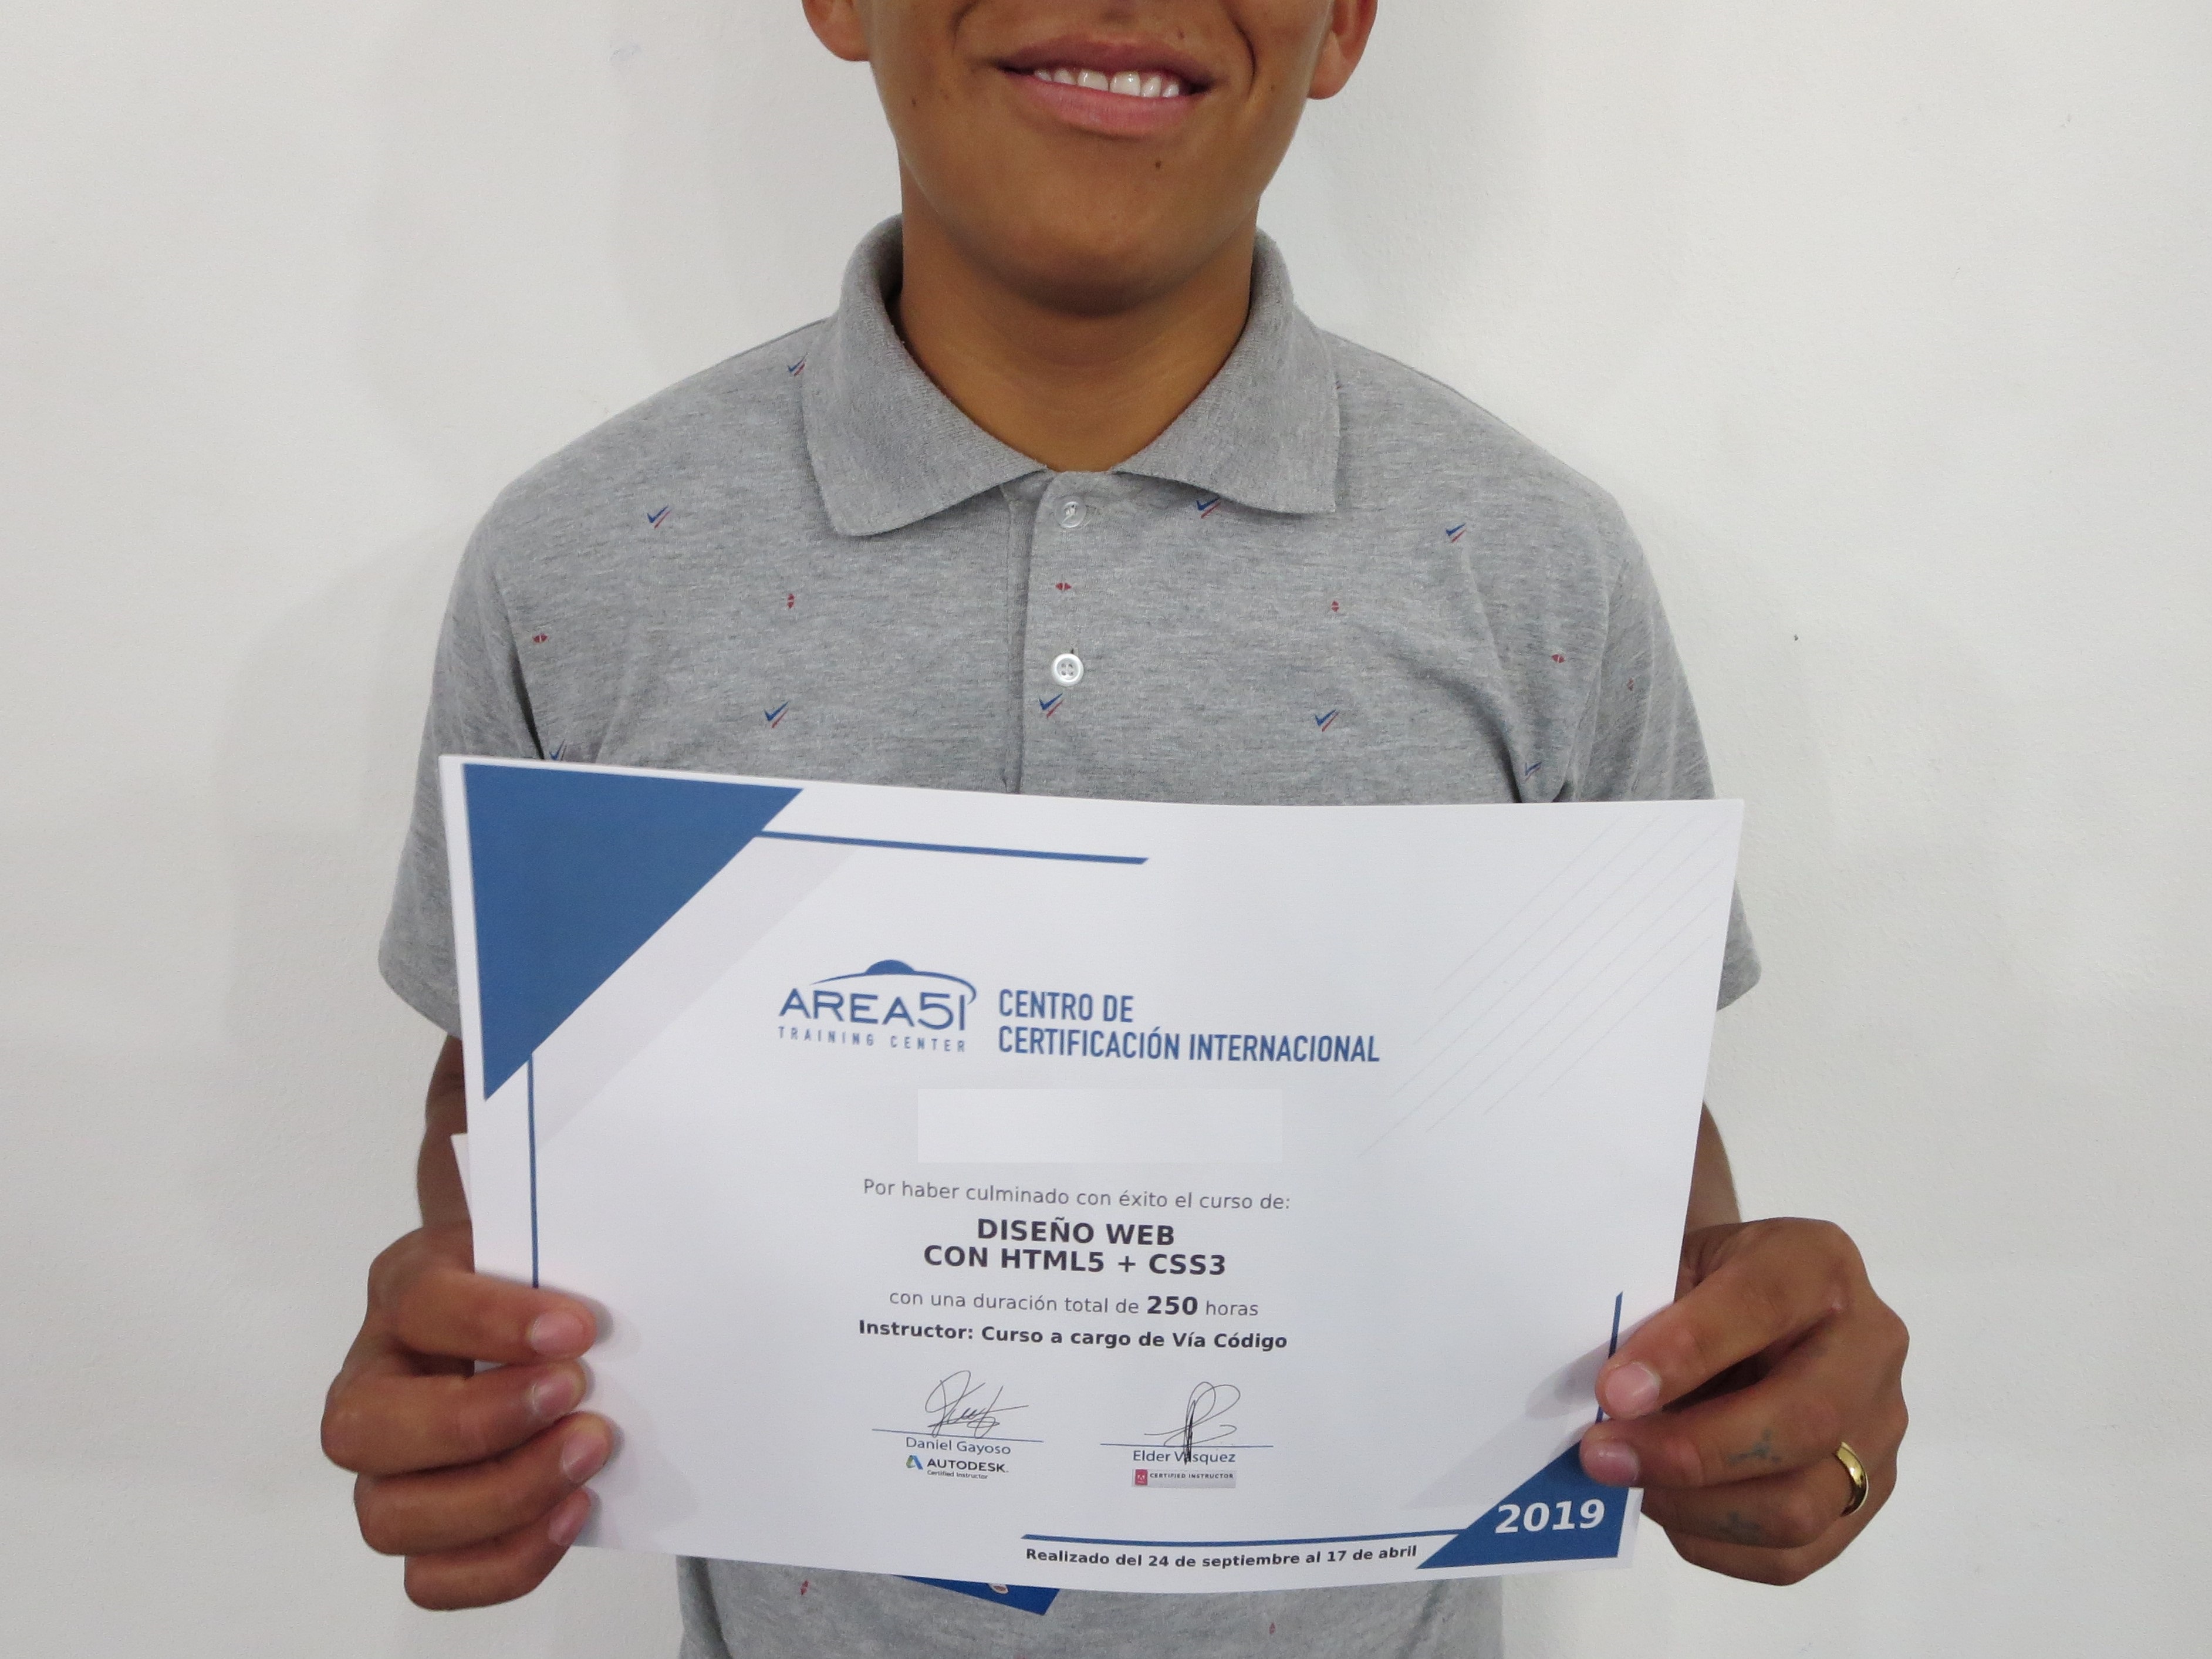 AREA51
TRAINING CENTER
CENTRO DE
CERTIFICACIÓN INTERNACIONAL
Por haber culminado con éxito el curso de:
DISEÑO WEB
CON HTML5 + CSS3
con una duración total de 250 horas
Instructor: Curso a cargo de Vía Código
Daniel Gayoso
AUTODESK
Certified Instructor
Elder Vásquez
CERTIFIED INSTRUCTOR
2019
Realizado del 24 de septiembre al 17 de abril